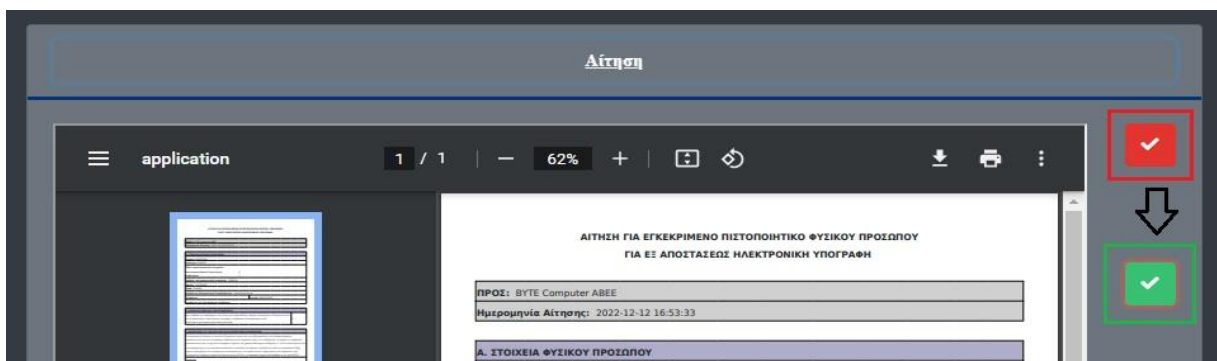 Αίτηση
application
1 / 1
62%
ΑΙΤΗΣΗ ΓΙΑ ΕΓΚΕΚΡΙΜΕΝΟ ΠΙΣΤΟΠΟΙΗΤΙΚΟ ΦΥΣΙΚΟΥ ΠΡΟΣΩΠΟΥ
ΓΙΑ ΕΞ ΑΠΟΣΤΑΣΕΩΣ ΗΛΕΚΤΡΟΝΙΚΗ ΥΠΟΓΡΑΦΗ
ΠΡΟΣ: BYTE Computer ABEE
Ημερομηνία Αίτησης: 2022-12-12 16:53:33
Α. ΣΤΟΙΧΕΙΑ ΦΥΣΙΚΟΥ ΠΡΟΣΩΠΟΥ